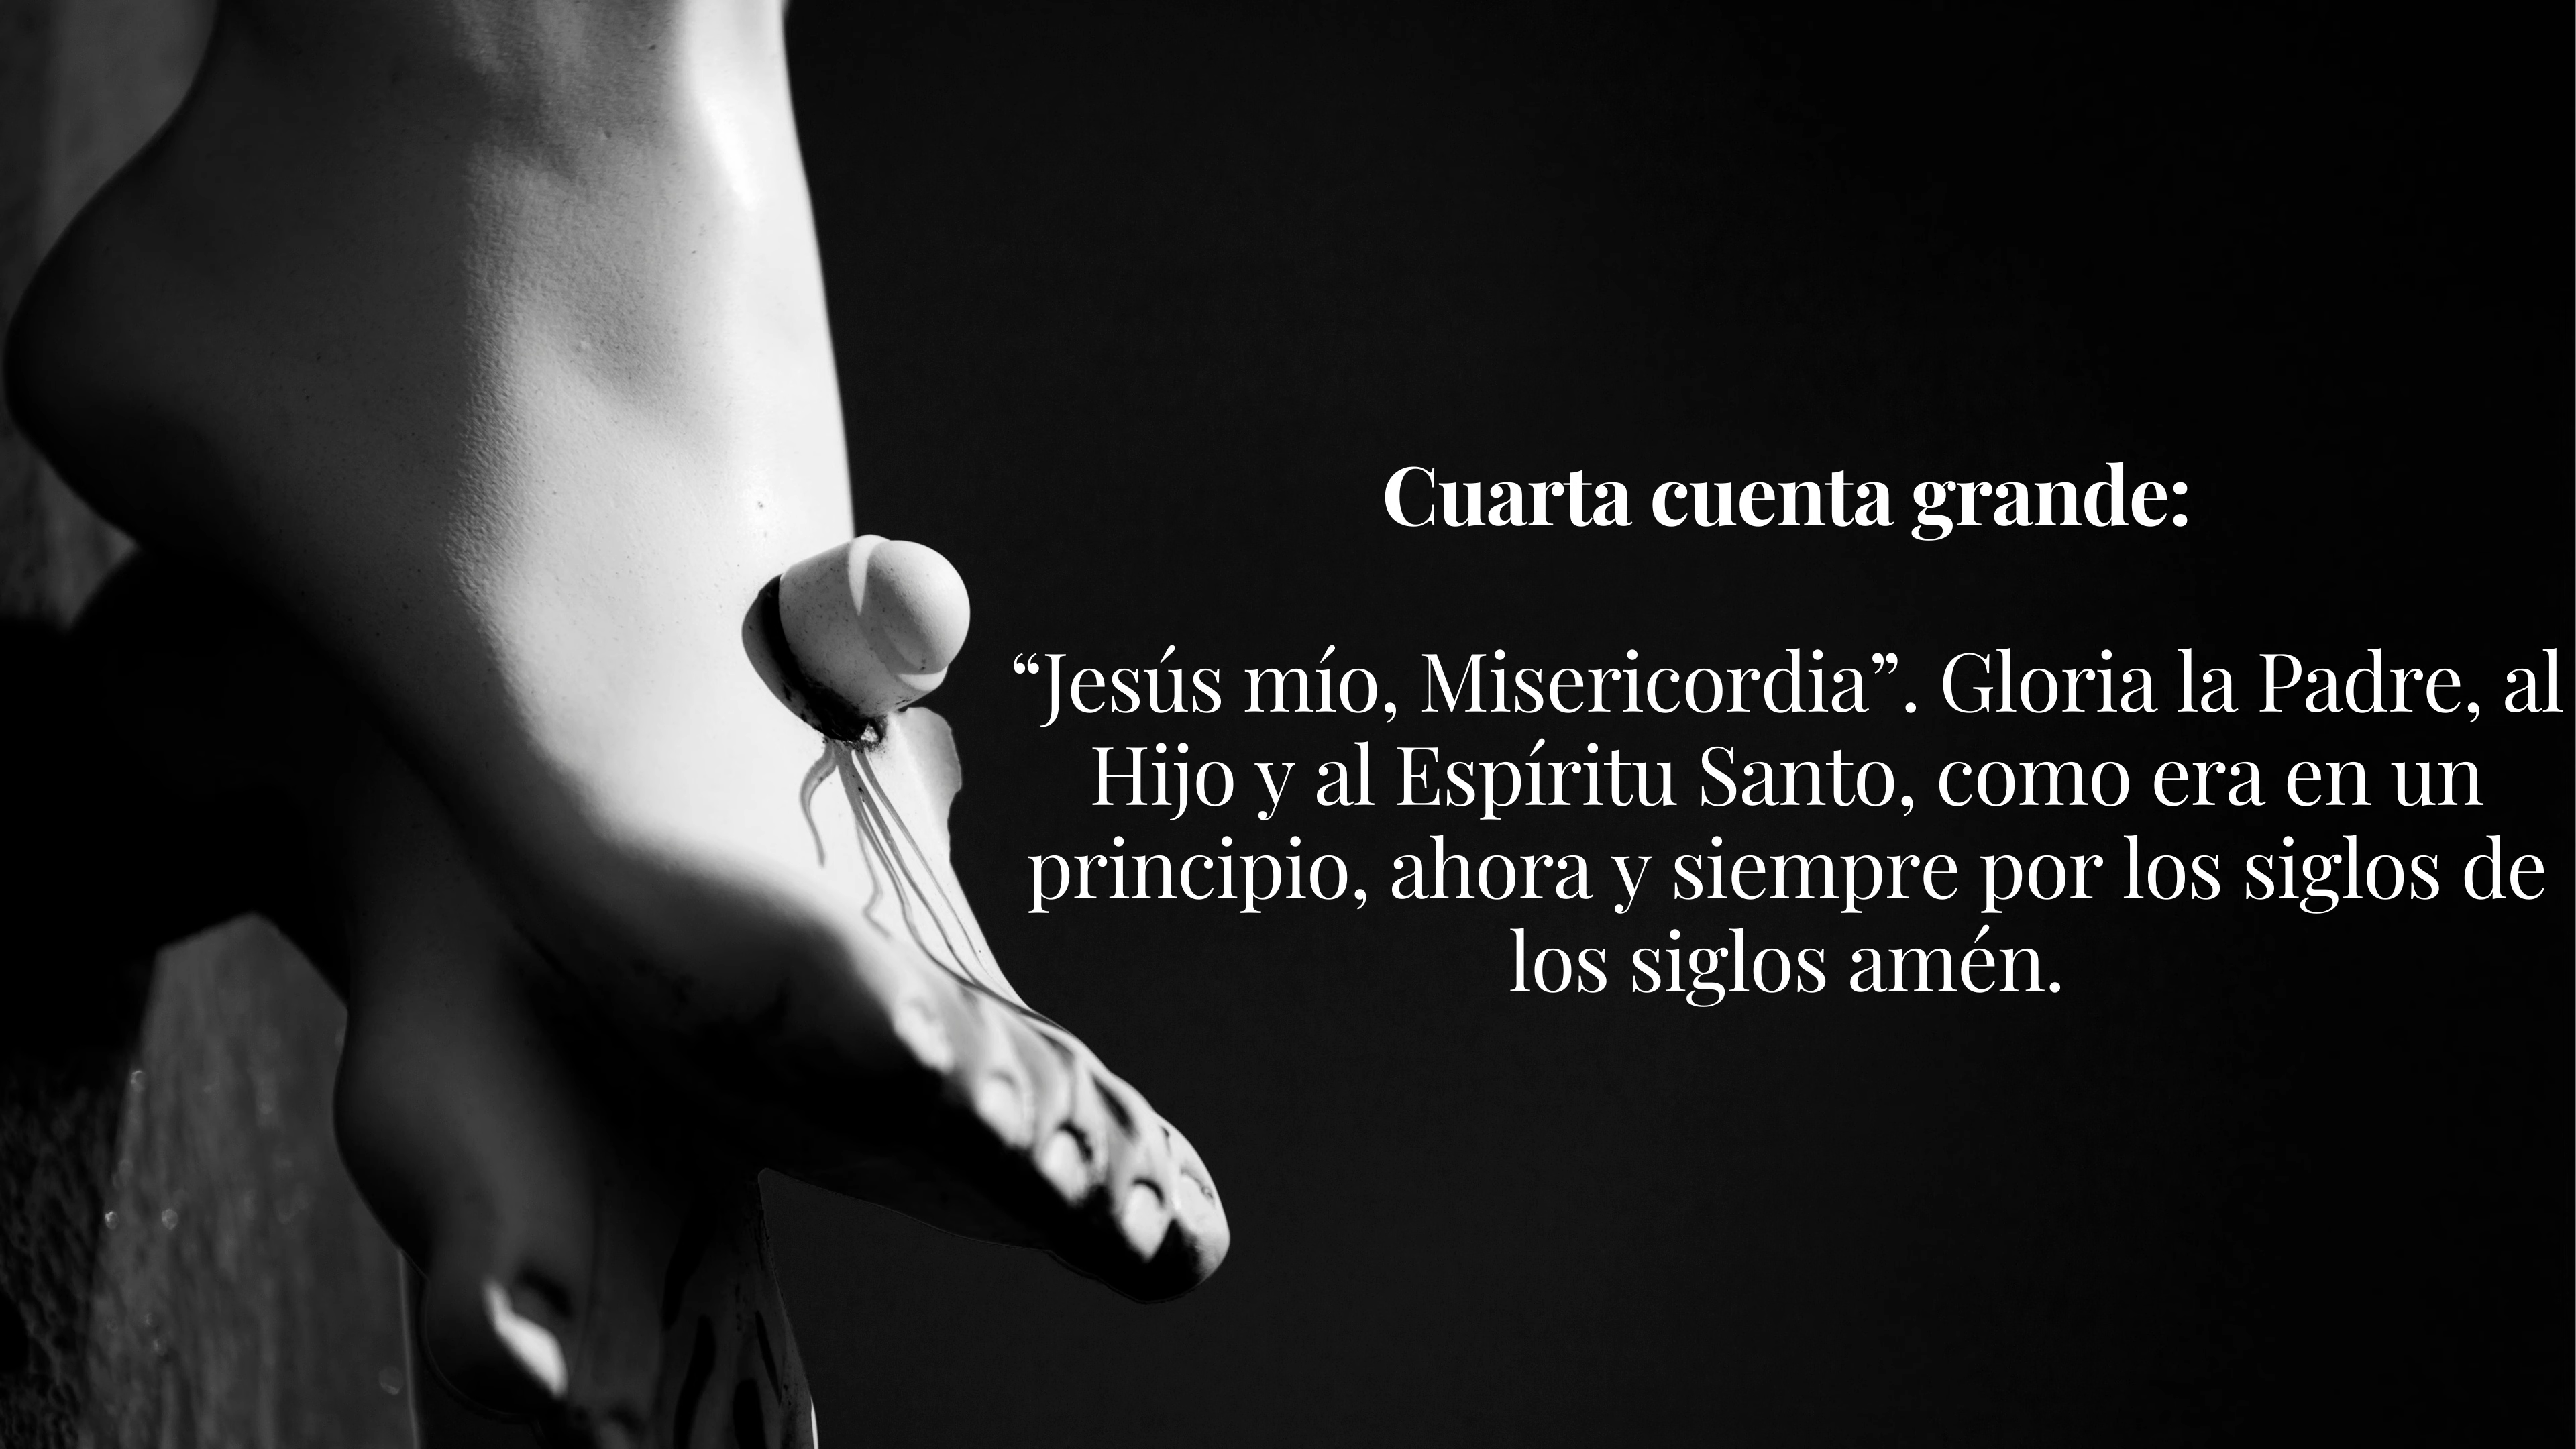 Cuarta cuenta grande:
“Jesús mío, Misericordia”. Gloria la Padre, al
Hijo y al Espíritu Santo, como era en un
principio, ahora y siempre por los siglos de
los siglos amén.